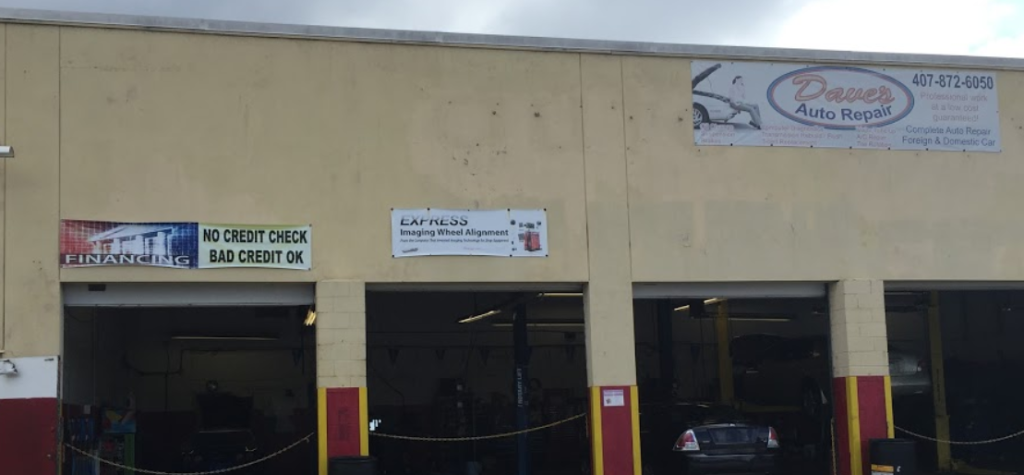 Dave's
Auto Repair
407-872-6050
Professional work
at a low cost
guaranteed!
Complete Auto Repair
Foreign & Domestic Car
FINANCING
NO CREDIT CHECK
BAD CREDIT OK
EXPRESS
Imaging Wheel Alignment